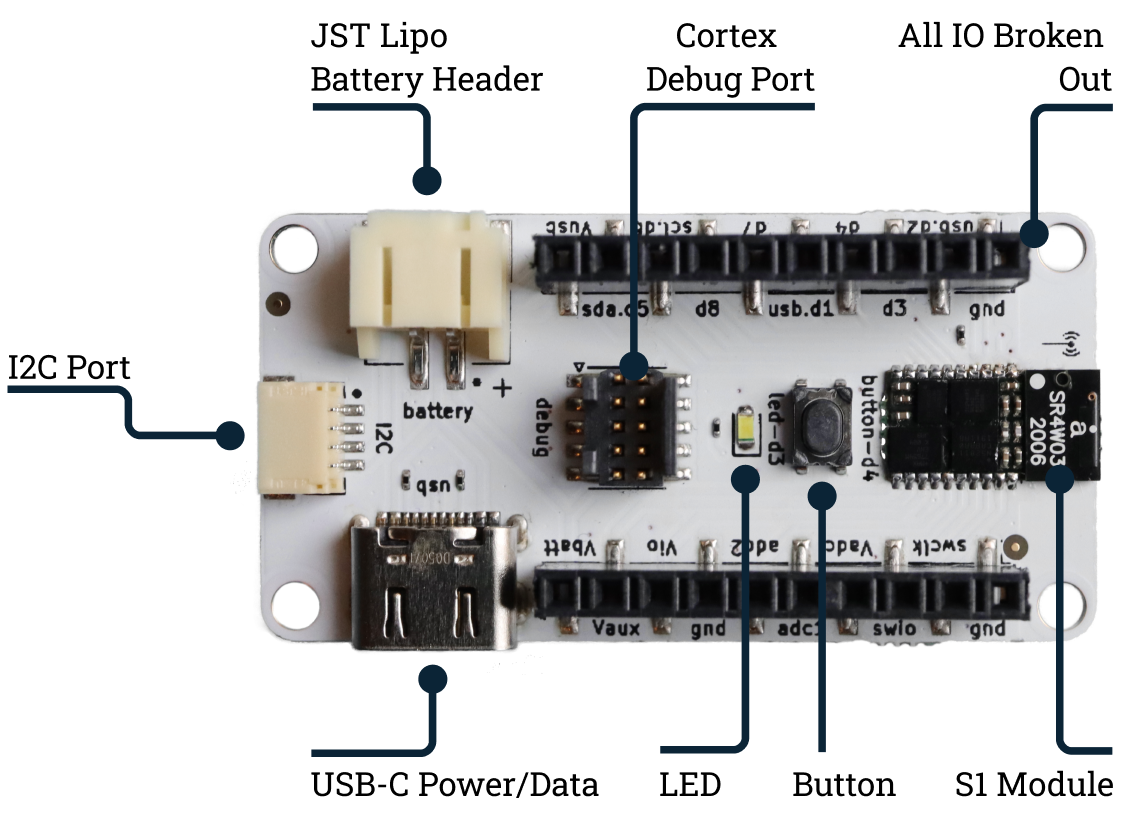 JST Lipo
Battery Header
Cortex
Debug Port
All IO Broken
Out
I2C Port
Vusb
d7
d4
usb.d2
sda.d5
d8
usb.d1
d3
gnd
battery
+
I2C
debug
led-d3
button-d4
SR4W03
a
2006
usb
Vbatt
Vio
adc2
Vadc
swclk
Vaux
gnd
adc1
swio
gnd
USB-C Power/Data
LED
Button
S1 Module